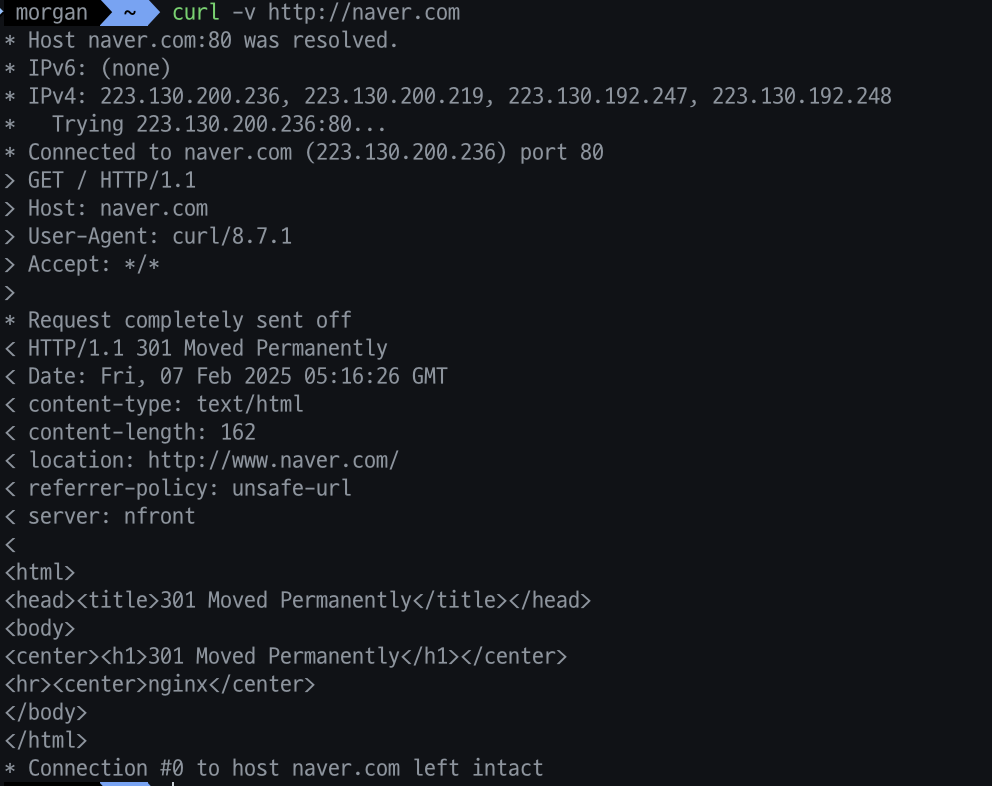 morgan ~ curl -v http://naver.com
* Host naver.com:80 was resolved.
* IPv6: (none)
* IPv4: 223.130.200.236, 223.130.200.219, 223.130.192.247, 223.130.192.248
*   Trying 223.130.200.236:80...
* Connected to naver.com (223.130.200.236) port 80
> GET / HTTP/1.1
> Host: naver.com
> User-Agent: curl/8.7.1
> Accept: */*
>
* Request completely sent off
< HTTP/1.1 301 Moved Permanently
< Date: Fri, 07 Feb 2025 05:16:26 GMT
< content-type: text/html
< content-length: 162
< location: http://www.naver.com/
< referrer-policy: unsafe-url
< server: nfront
<
<html>
<head><title>301 Moved Permanently</title></head>
<body>
<center><h1>301 Moved Permanently</h1></center>
<hr><center>nginx</center>
</body>
</html>
* Connection #0 to host naver.com left intact